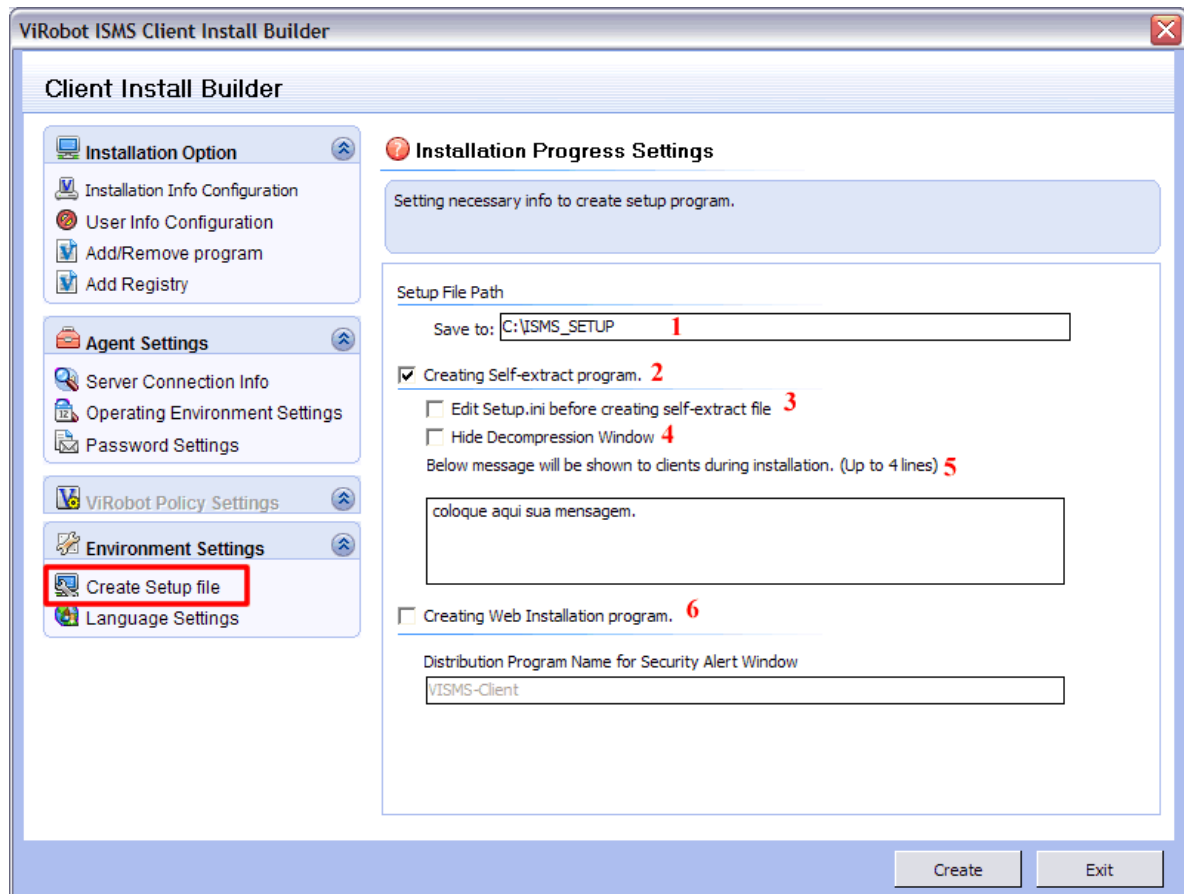 ViRobot ISMS Client Install Builder
Client Install Builder
Installation Option
Installation Info Configuration
User Info Configuration
Add/Remove program
Add Registry
Agent Settings
Server Connection Info
Operating Environment Settings
Password Settings
ViRobot Policy Settings
Environment Settings
Create Setup file
Language Settings
Installation Progress Settings
Setting necessary info to create setup program.
Setup File Path
Save to: C:\ISMS_SETUP 1
Creating Self-extract program. 2
Edit Setup.ini before creating self-extract file 3
Hide Decompression Window 4
Below message will be shown to clients during installation. (Up to 4 lines) 5
coloque aqui sua mensagem.
Creating Web Installation program. 6
Distribution Program Name for Security Alert Window
VISMS-Client
Create
Exit